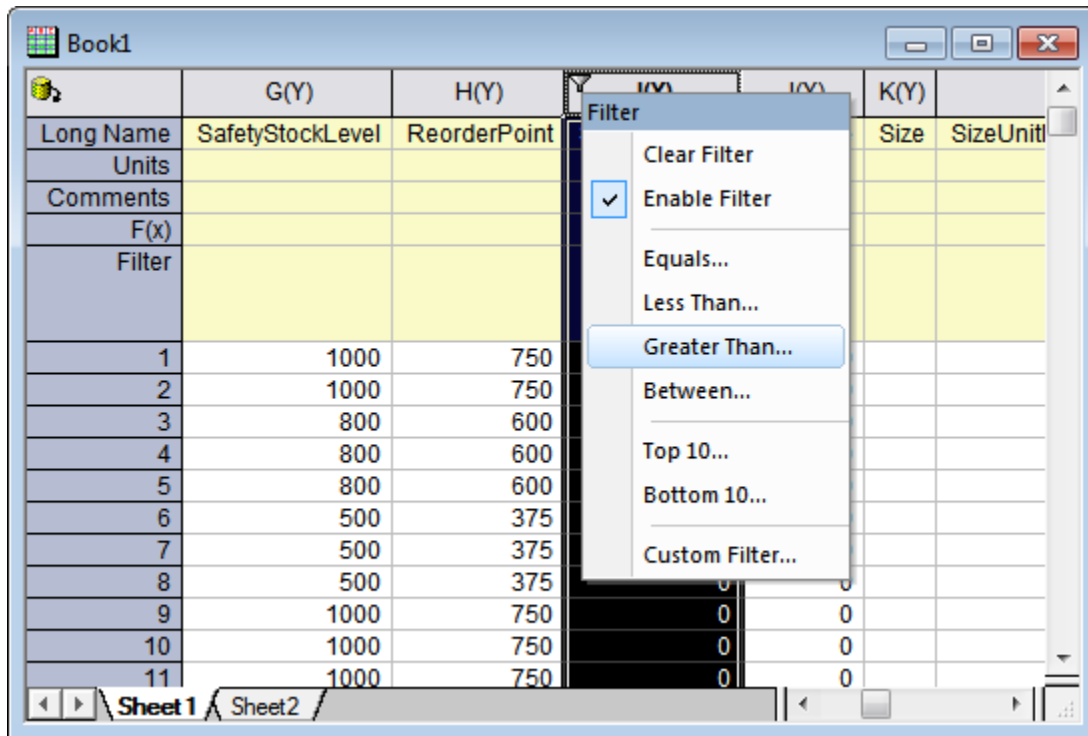 Book1
G(Y) H(Y) I(Y) J(Y) K(Y)
Long Name SafetyStockLevel ReorderPoint Size
Units
Comments
F(x)
Filter
1 1000 750
2 1000 750
3 800 600
4 800 600
5 800 600
6 500 375
7 500 375
8 500 375 0 0
9 1000 750 0 0
10 1000 750 0 0
11 1000 750 0 0
Sheet1 Sheet2
Filter
Clear Filter
Enable Filter
Equals...
Less Than...
Greater Than...
Between...
Top 10...
Bottom 10...
Custom Filter...